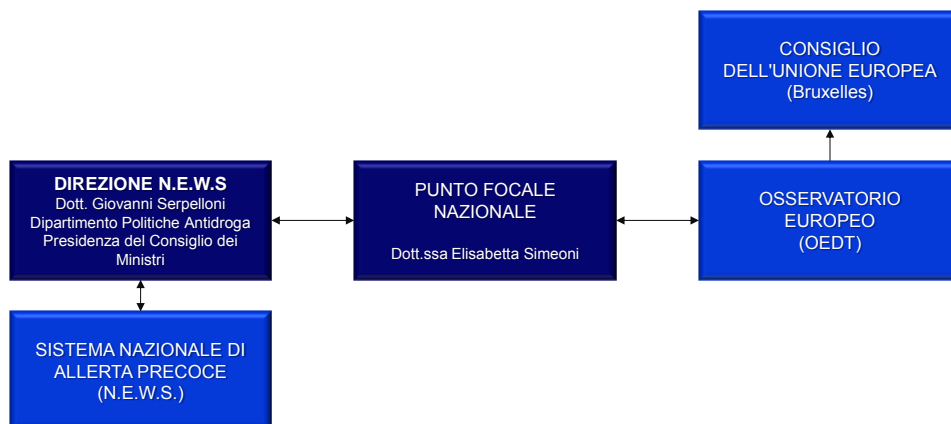 CONSIGLIO
DELL'UNIONE EUROPEA
(Bruxelles)
DIREZIONE N.E.W.S
Dott. Giovanni Serpelloni
Dipartimento Politiche Antidroga
Presidenza del Consiglio dei
Ministri
PUNTO FOCALE
NAZIONALE
Dott.ssa Elisabetta Simeoni
OSSERVATORIO
EUROPEO
(OEDT)
SISTEMA NAZIONALE DI
ALLERTA PRECOCE
(N.E.W.S.)